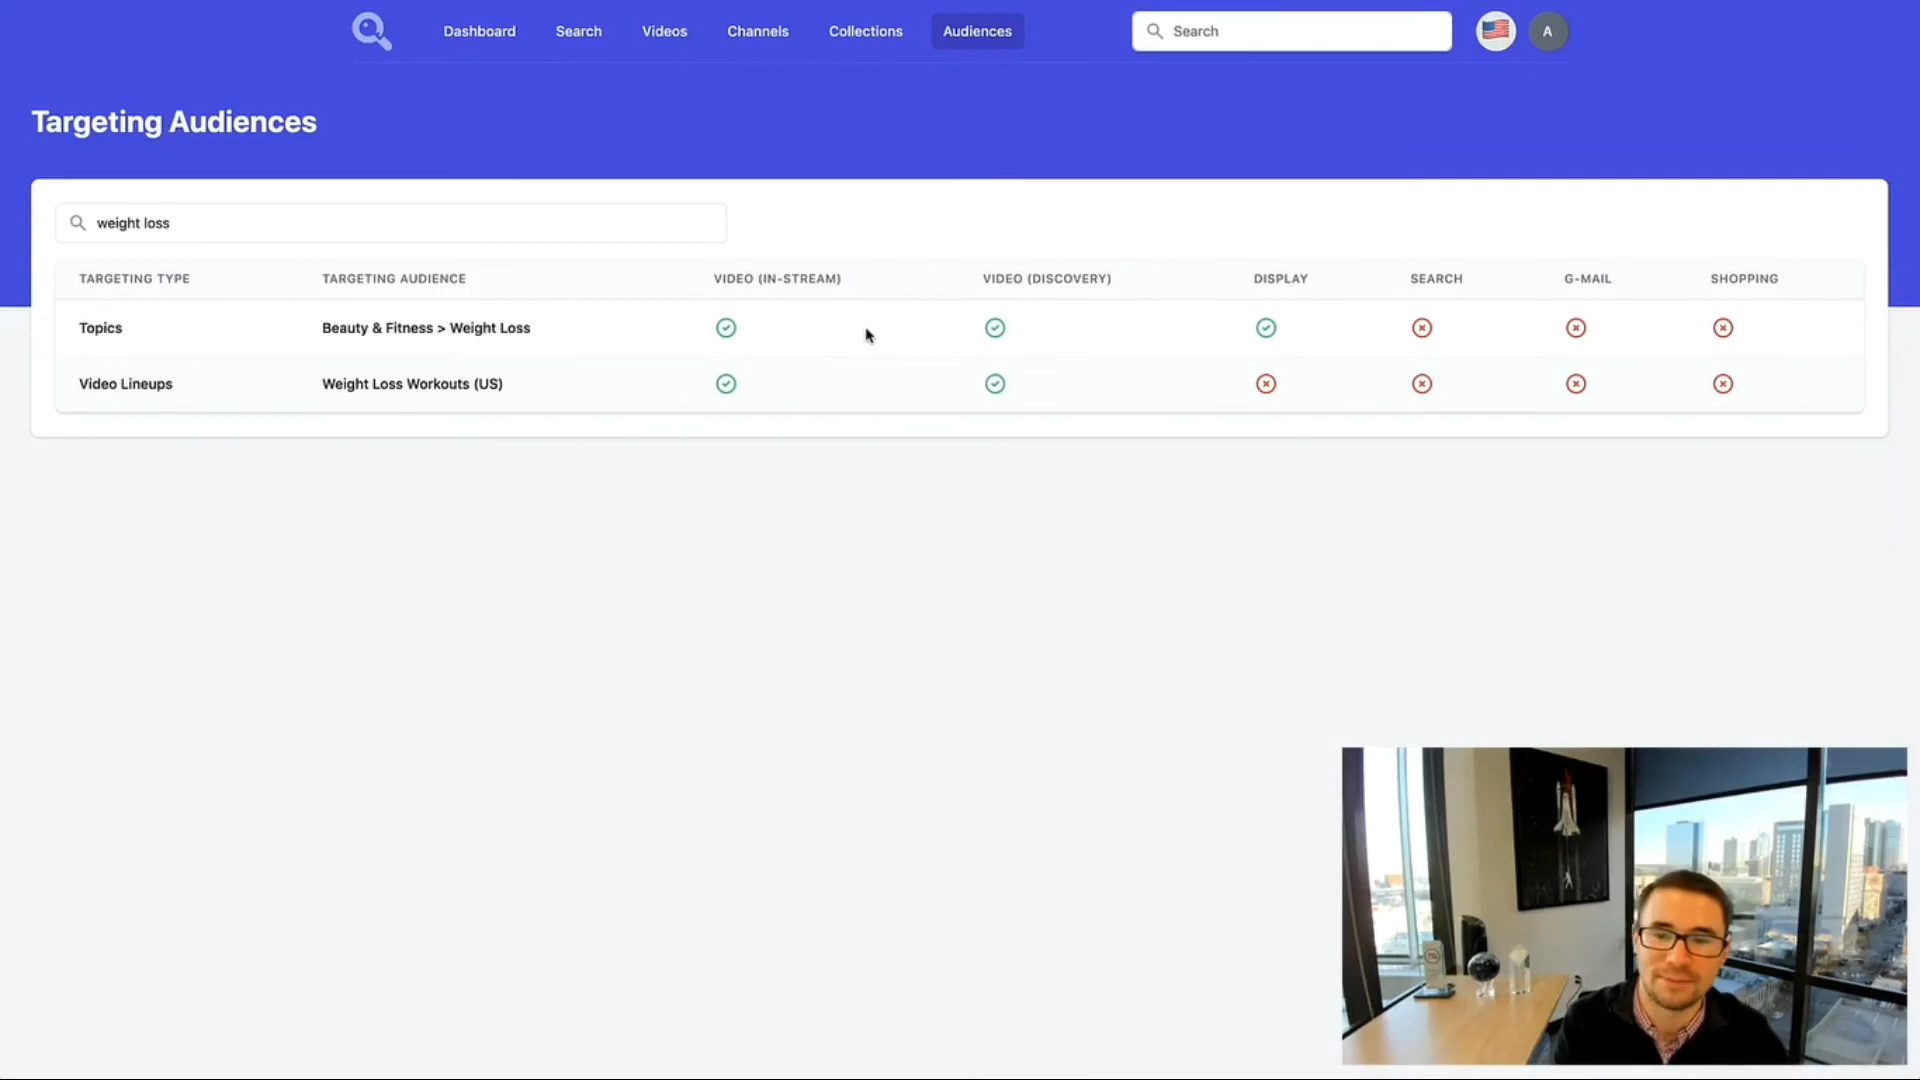 Dashboard Search Videos Channels Collections Audiences Search A
Targeting Audiences
weight loss
TARGETING TYPE TARGETING AUDIENCE VIDEO (IN-STREAM) VIDEO (DISCOVERY) DISPLAY SEARCH G-MAIL SHOPPING
Topics Beauty & Fitness > Weight Loss
Video Lineups Weight Loss Workouts (US)